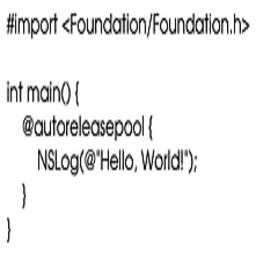 #import <Foundation/Foundation.h>

int main() {
    @autoreleasepool {
        NSLog(@"Hello, World!");
    }
}